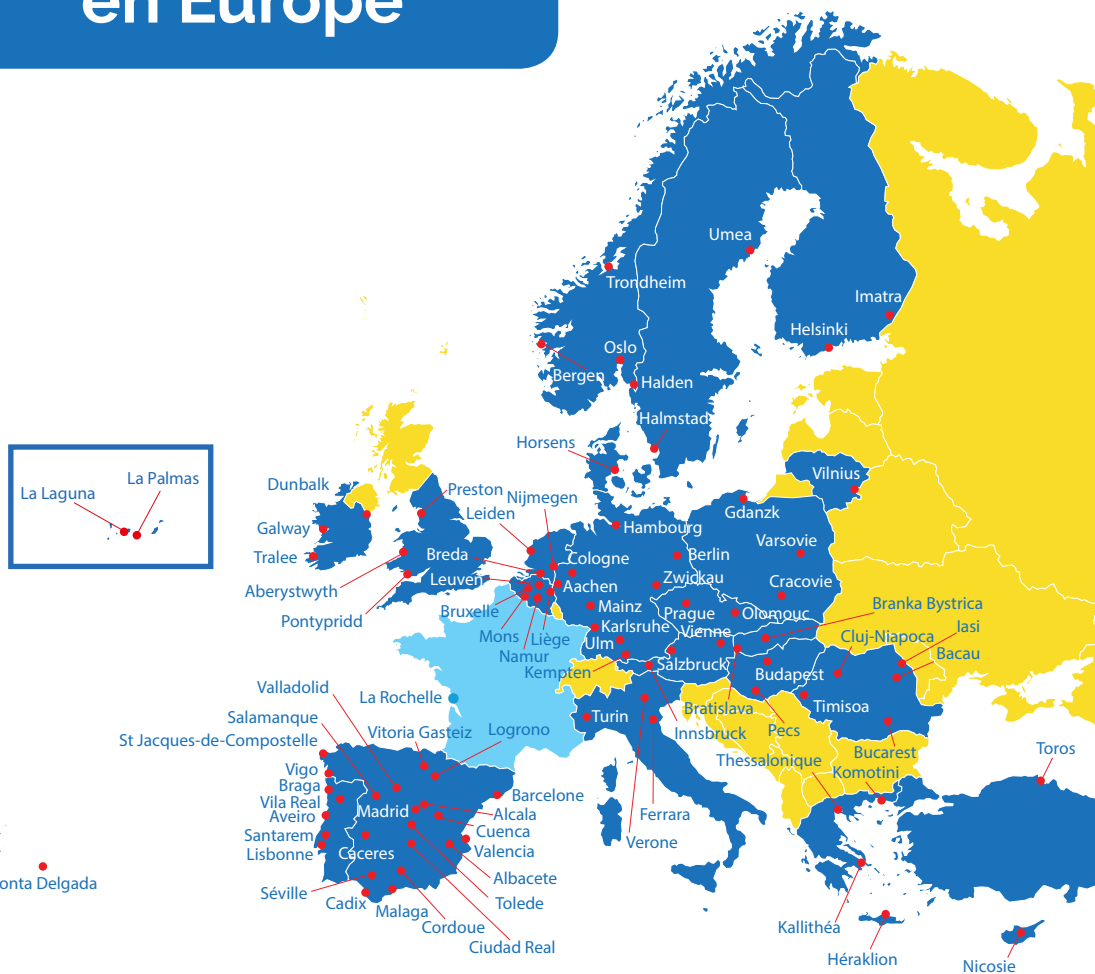 en Europe
Umea
Trondheim
Imatra
Helsinki
Oslo
Bergen
Halden
Halmstad
Horsens
La Palmas
La Laguna
Dunbalk
Preston
Nijmegen
Vilnius
Leiden
Gdanzk
Galway
Hambourg
Varsovie
Tralee
Breda
Cologne
Berlin
Leuven
Aachen
Zwickau
Cracovie
Aberystwyth
Bruxelle
Mainz
Prague
Olomouc
Branka Bystrica
Pontypridd
Mons
Liège
Karlsruhe
Vienne
Iasi
Namur
Ulm
Cluj-Niapoca
Bacau
Kempten
Salzbruck
Budapest
Valladolid
La Rochelle
Bratislava
Timisoa
Salamanque
Turin
Vitoria Gasteiz
Logrono
Innsbruck
Pecs
St Jacques-de-Compostelle
Bucarest
Toros
Thessalonique
Komotini
Vigo
Braga
Barcelone
Vila Real
Madrid
Alcala
Ferrara
Aveiro
Cuenca
Santarem
Verone
Lisbonne
Caceres
Valencia
onta Delgada
Albacete
Séville
Cadix
Malaga
Tolede
Cordoue
Kallithéa
Ciudad Real
Héraklion
Nicosie